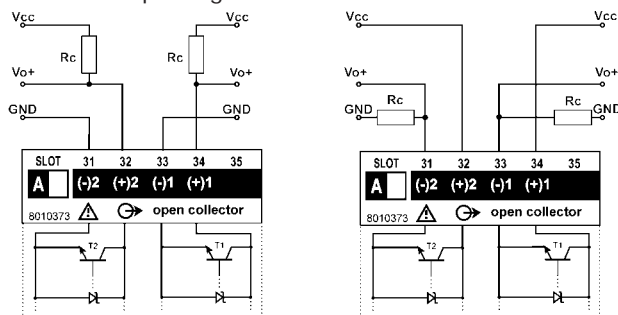 Vcc Vcc
Rc Rc
Vo+ Vo+
GND GND
SLOT 31 32 33 34 35
A (-)2 (+)2 (-)1 (+)1
8010373 open collector
T2 T1
Vcc Vcc
Vo+ Vo+
GND Rc Rc GND
SLOT 31 32 33 34 35
A (-)2 (+)2 (-)1 (+)1
8010373 open collector
T2 T1